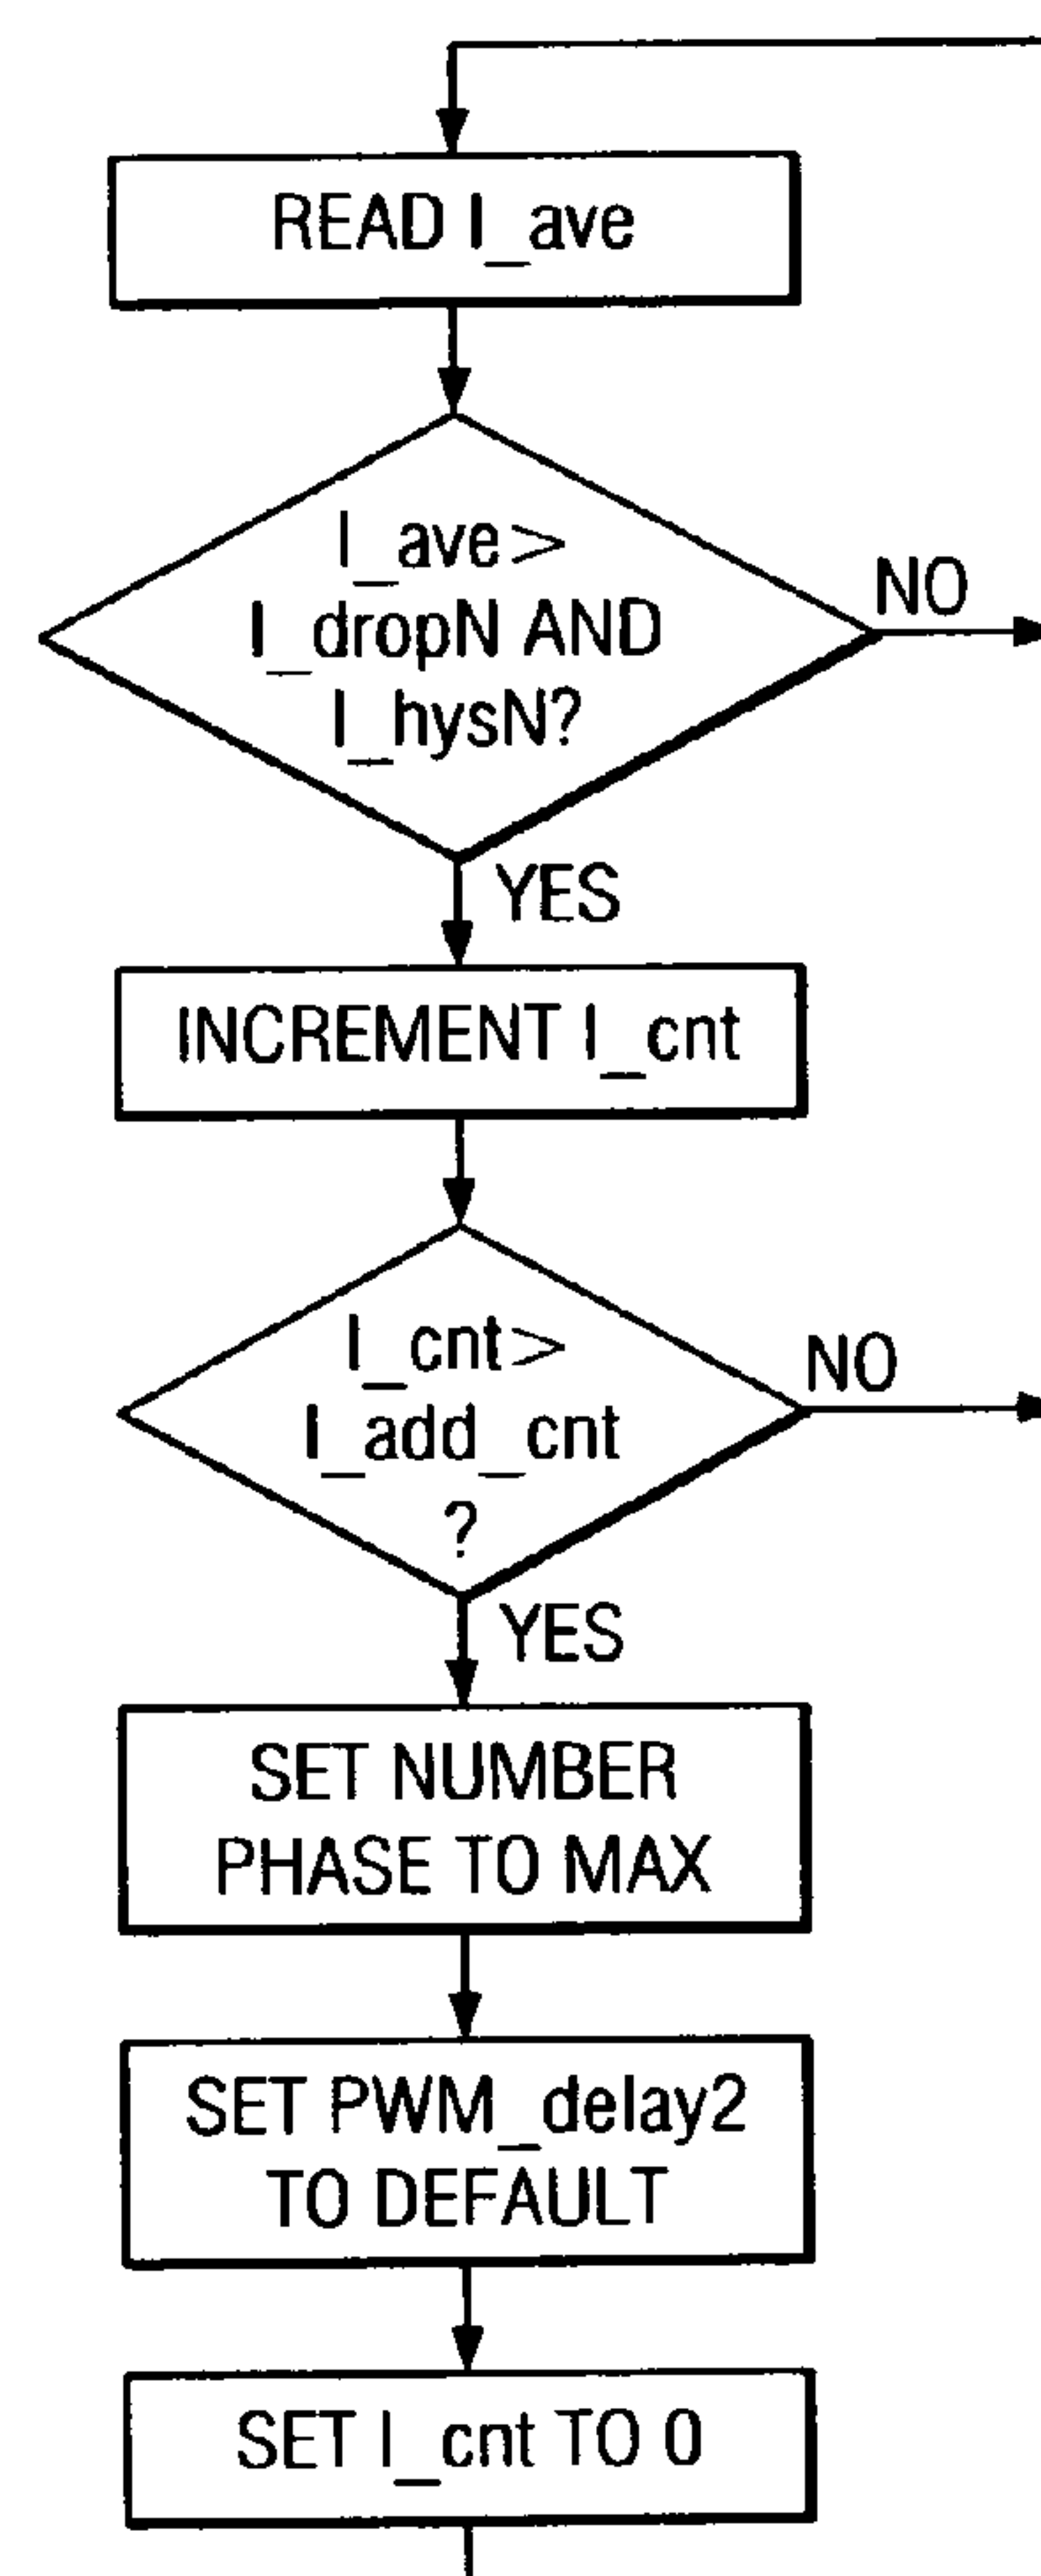 READ I_ave
I_ave>
I_dropN AND
I_hysN?
NO
YES
INCREMENT I_cnt
I_cnt>
I_add_cnt
?
NO
YES
SET NUMBER
PHASE TO MAX
SET PWM_delay2
TO DEFAULT
SET I_cnt TO 0